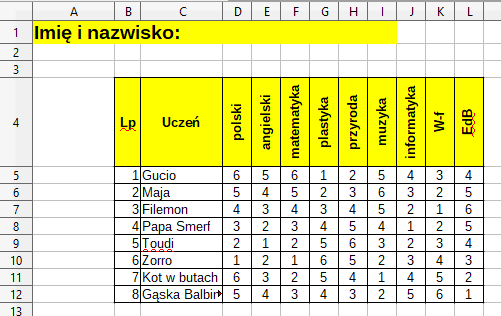 A B C D E F G H I J K L
1 Imię i nazwisko:
2
3
4 Lp Uczeń polski angielski matematyka plastyka przyroda muzyka informatyka W-f EdB
5 1 Gucio 6 5 6 1 2 5 4 3 4
6 2 Maja 5 4 5 2 3 6 3 2 5
7 3 Filemon 4 3 4 3 4 5 2 1 6
8 4 Papa Smerf 3 2 3 4 5 4 1 2 5
9 5 Toudi 2 1 2 5 6 3 2 3 4
10 6 Zorro 1 2 1 6 5 2 3 4 3
11 7 Kot w butach 6 3 2 5 4 1 4 5 2
12 8 Gąska Balbin 5 4 3 4 3 2 5 6 1
13